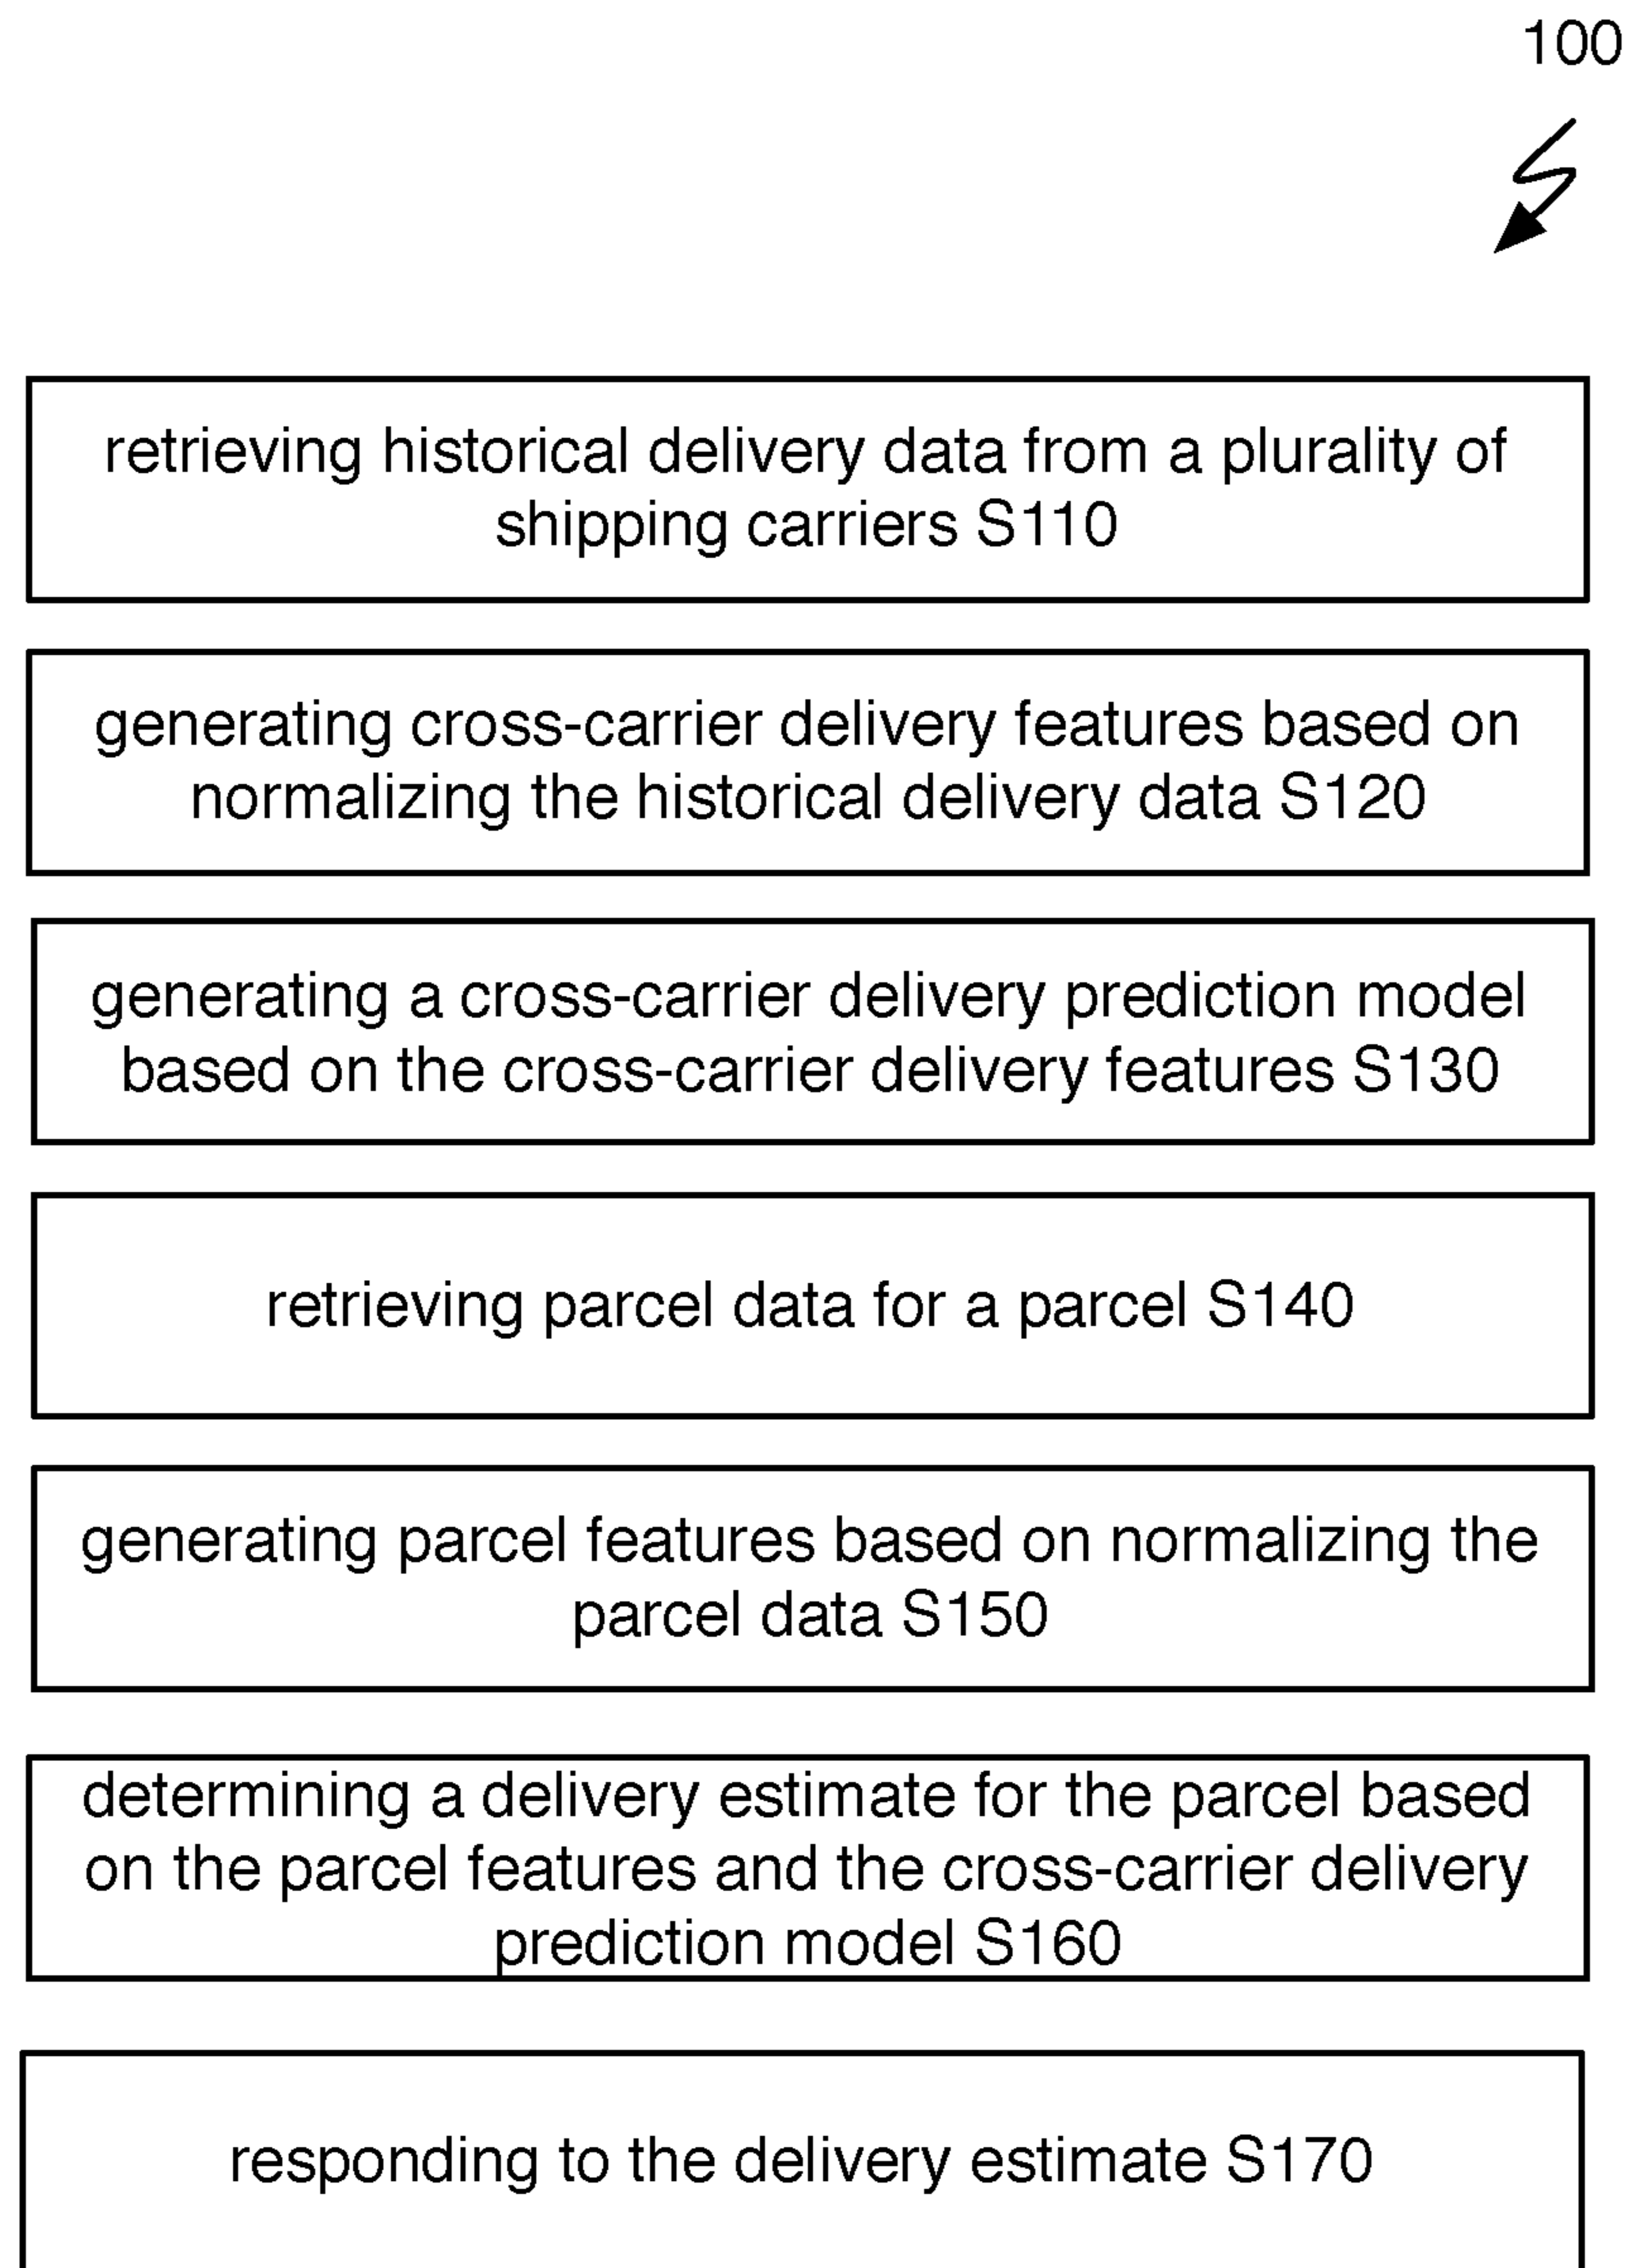 100
retrieving historical delivery data from a plurality of
shipping carriers S110
generating cross-carrier delivery features based on
normalizing the historical delivery data S120
generating a cross-carrier delivery prediction model
based on the cross-carrier delivery features S130
retrieving parcel data for a parcel S140
generating parcel features based on normalizing the
parcel data S150
determining a delivery estimate for the parcel based
on the parcel features and the cross-carrier delivery
prediction model S160
responding to the delivery estimate S170